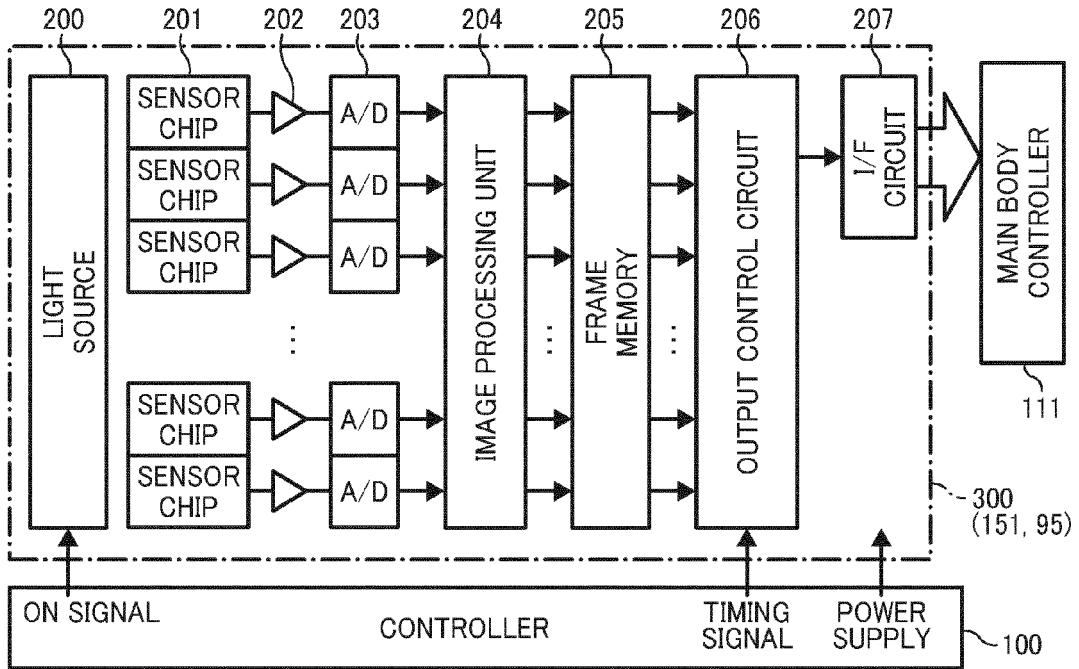 200 201 202 203 204 205 206 207
LIGHT
SOURCE
SENSOR
CHIP
SENSOR
CHIP
SENSOR
CHIP
...
SENSOR
CHIP
SENSOR
CHIP
A/D
A/D
A/D
A/D
A/D
IMAGE PROCESSING UNIT
...
FRAME
MEMORY
...
OUTPUT CONTROL CIRCUIT
I/F
CIRCUIT
MAIN BODY
CONTROLLER
111
300
(151, 95)
ON SIGNAL
CONTROLLER
TIMING
SIGNAL
POWER
SUPPLY
100